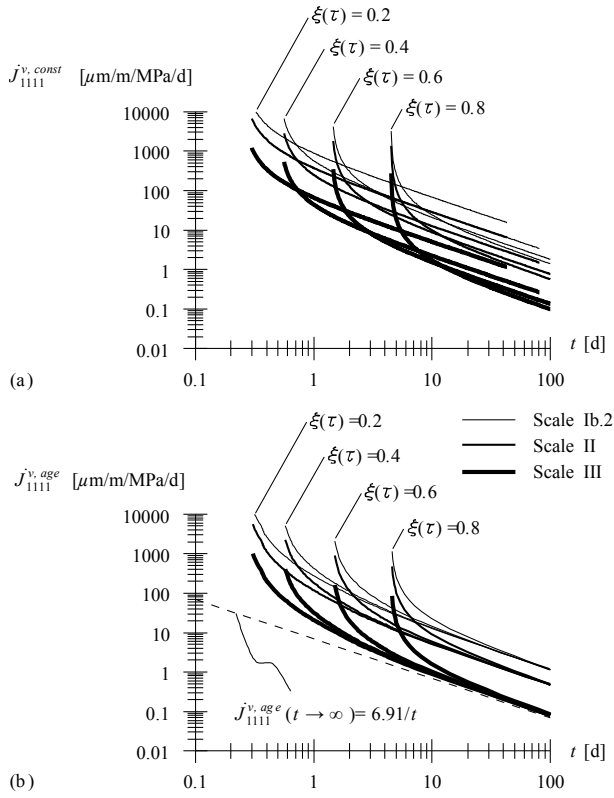 ξ(τ) = 0.2
ξ(τ) = 0.4
J̇^{v, const}_{1111} [μm/m/MPa/d]
ξ(τ) = 0.6
ξ(τ) = 0.8
10000
1000
100
10
1
0.1
0.01
t [d]
(a)
0.1 1 10 100
ξ(τ) =0.2
Scale Ib.2
ξ(τ) =0.4
Scale II
J̇^{v, age}_{1111} [μm/m/MPa/d]
Scale III
ξ(τ) =0.6
ξ(τ) =0.8
10000
1000
100
10
1
J̇^{v, age}_{1111} (t → ∞ )= 6.91/t
0.1
0.01
t [d]
(b)
0.1 1 10 100